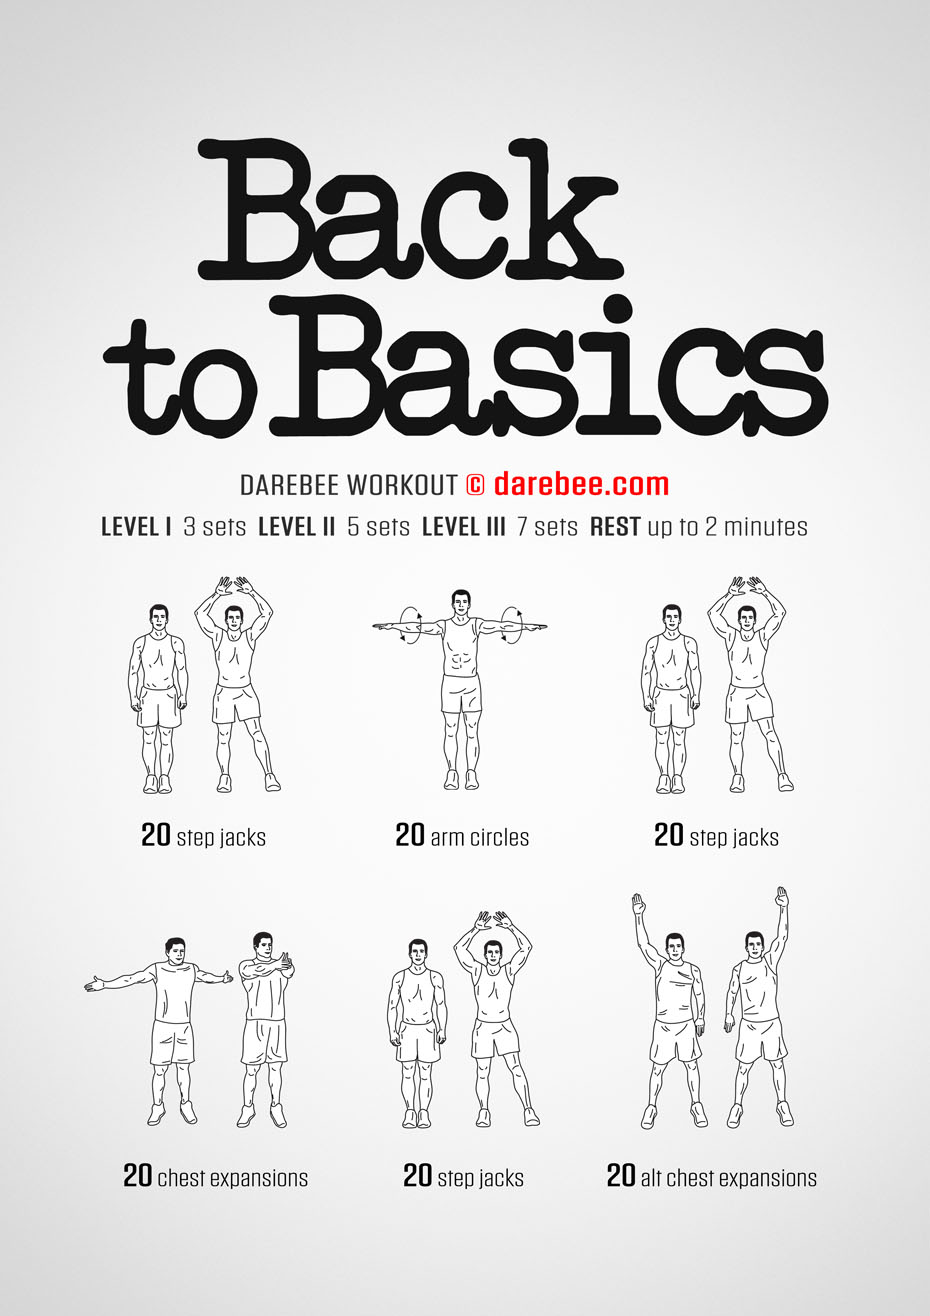 Back
to Basics
DAREBEE WORKOUT © darebee.com
LEVEL I 3 sets LEVEL II 5 sets LEVEL III 7 sets REST up to 2 minutes
20 step jacks
20 arm circles
20 step jacks
20 chest expansions
20 step jacks
20 alt chest expansions